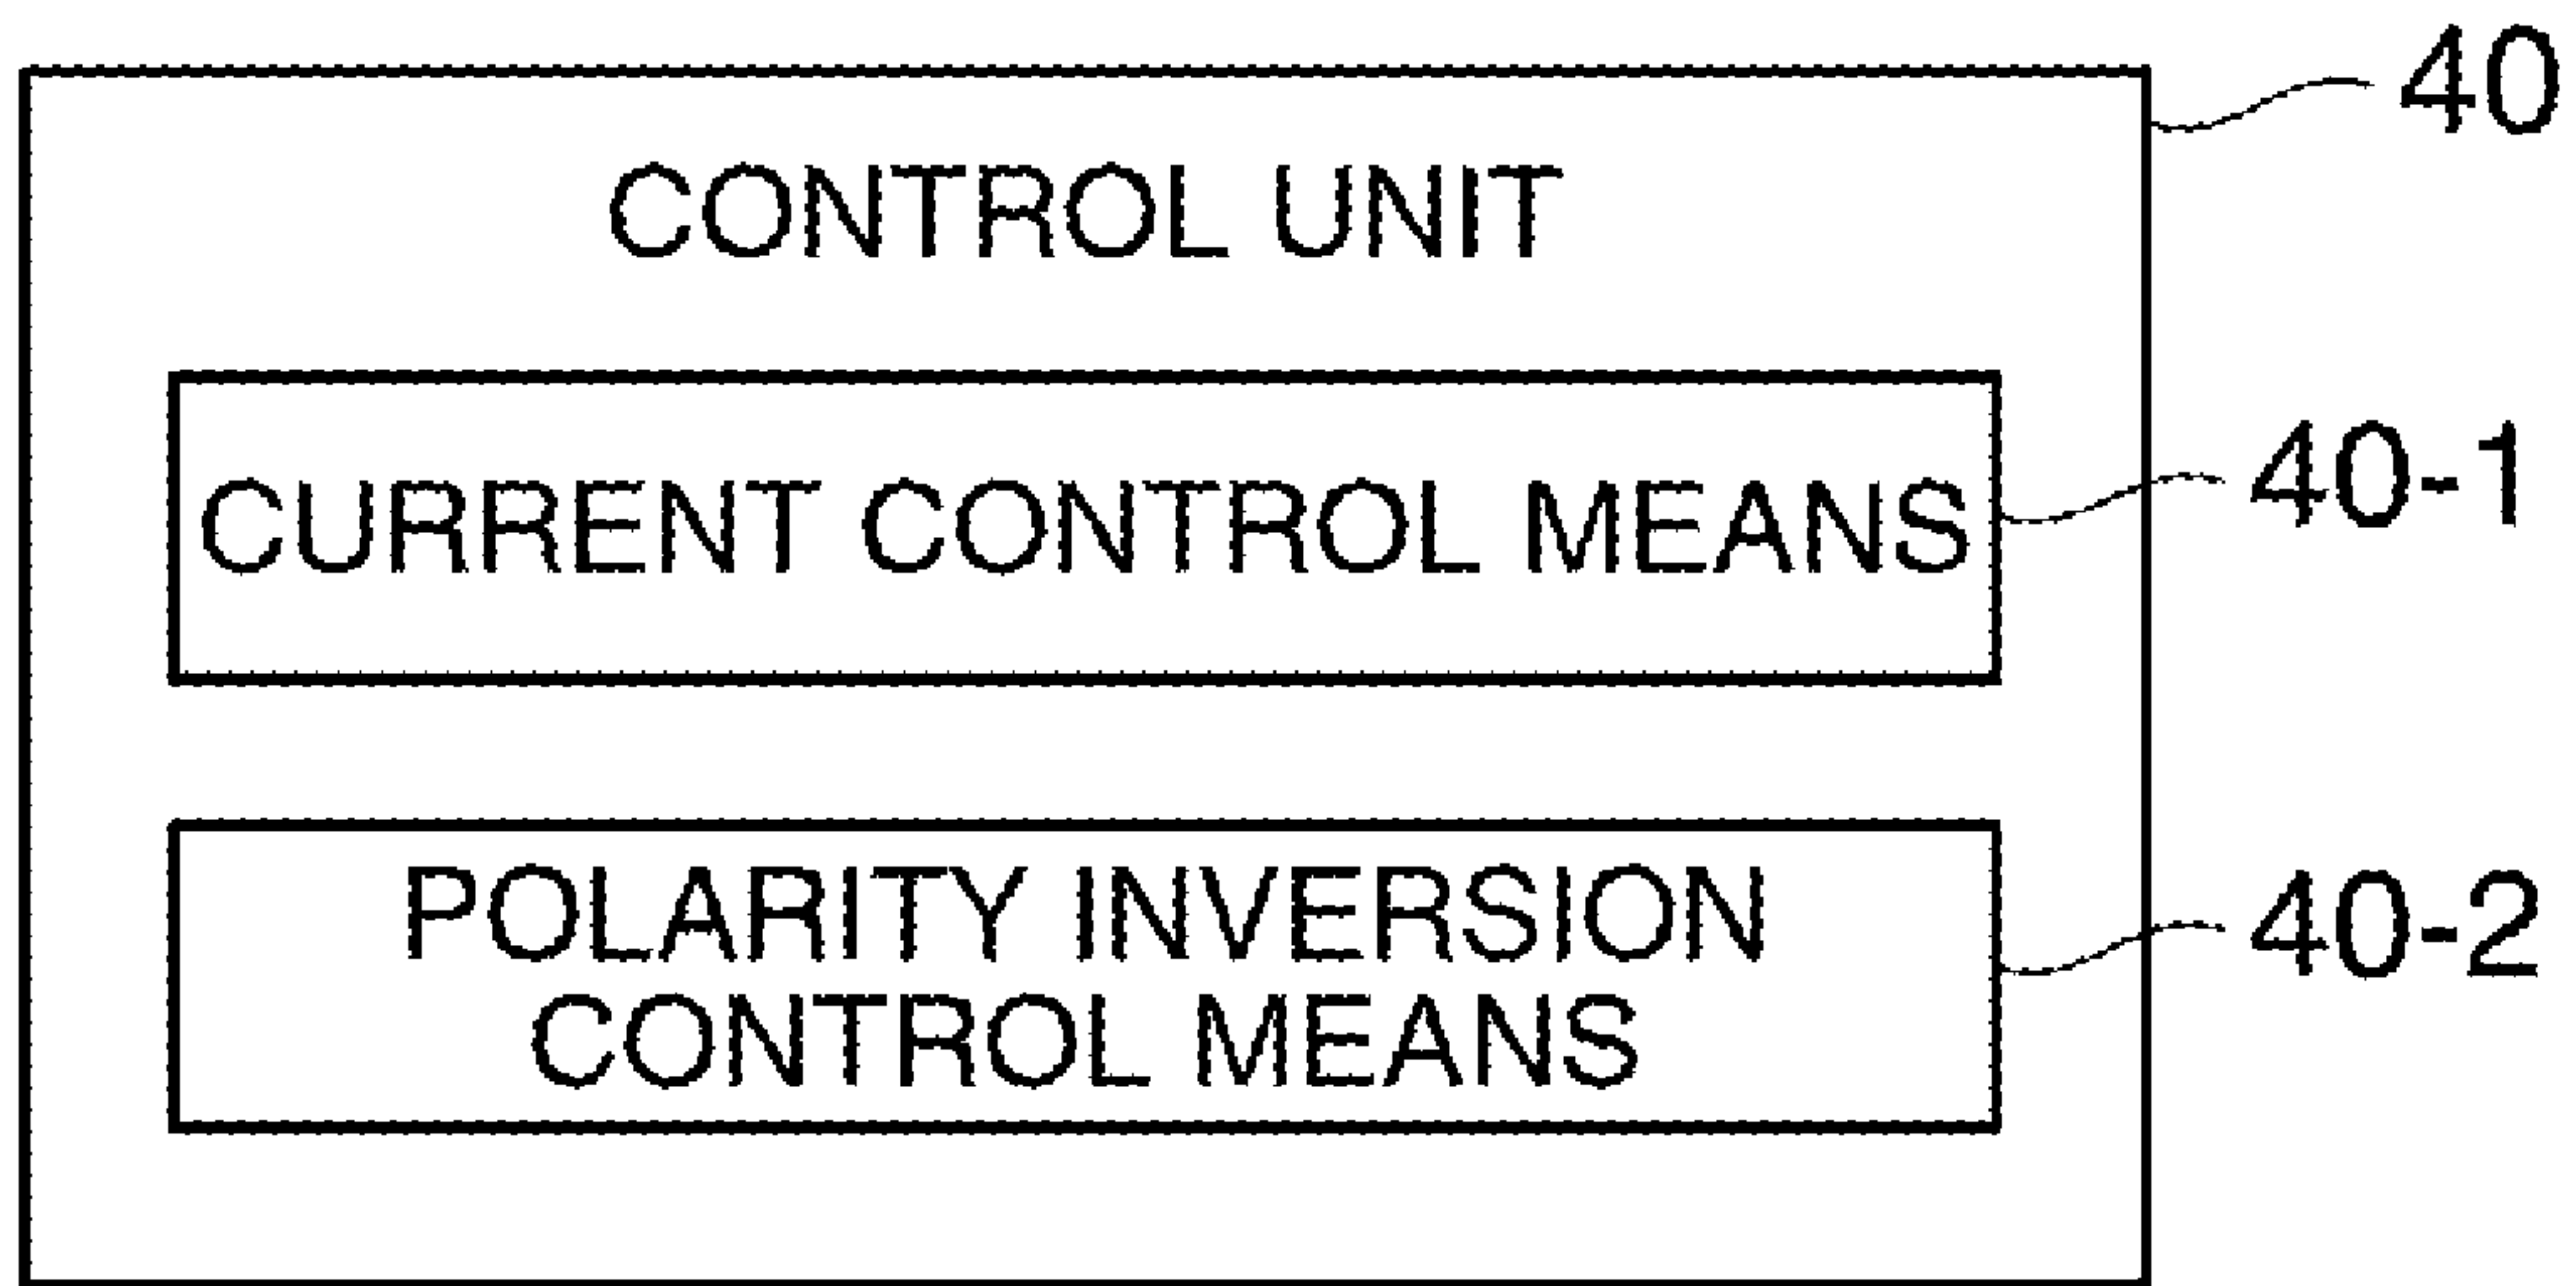 40
CONTROL UNIT
CURRENT CONTROL MEANS
40-1
POLARITY INVERSION
CONTROL MEANS
40-2